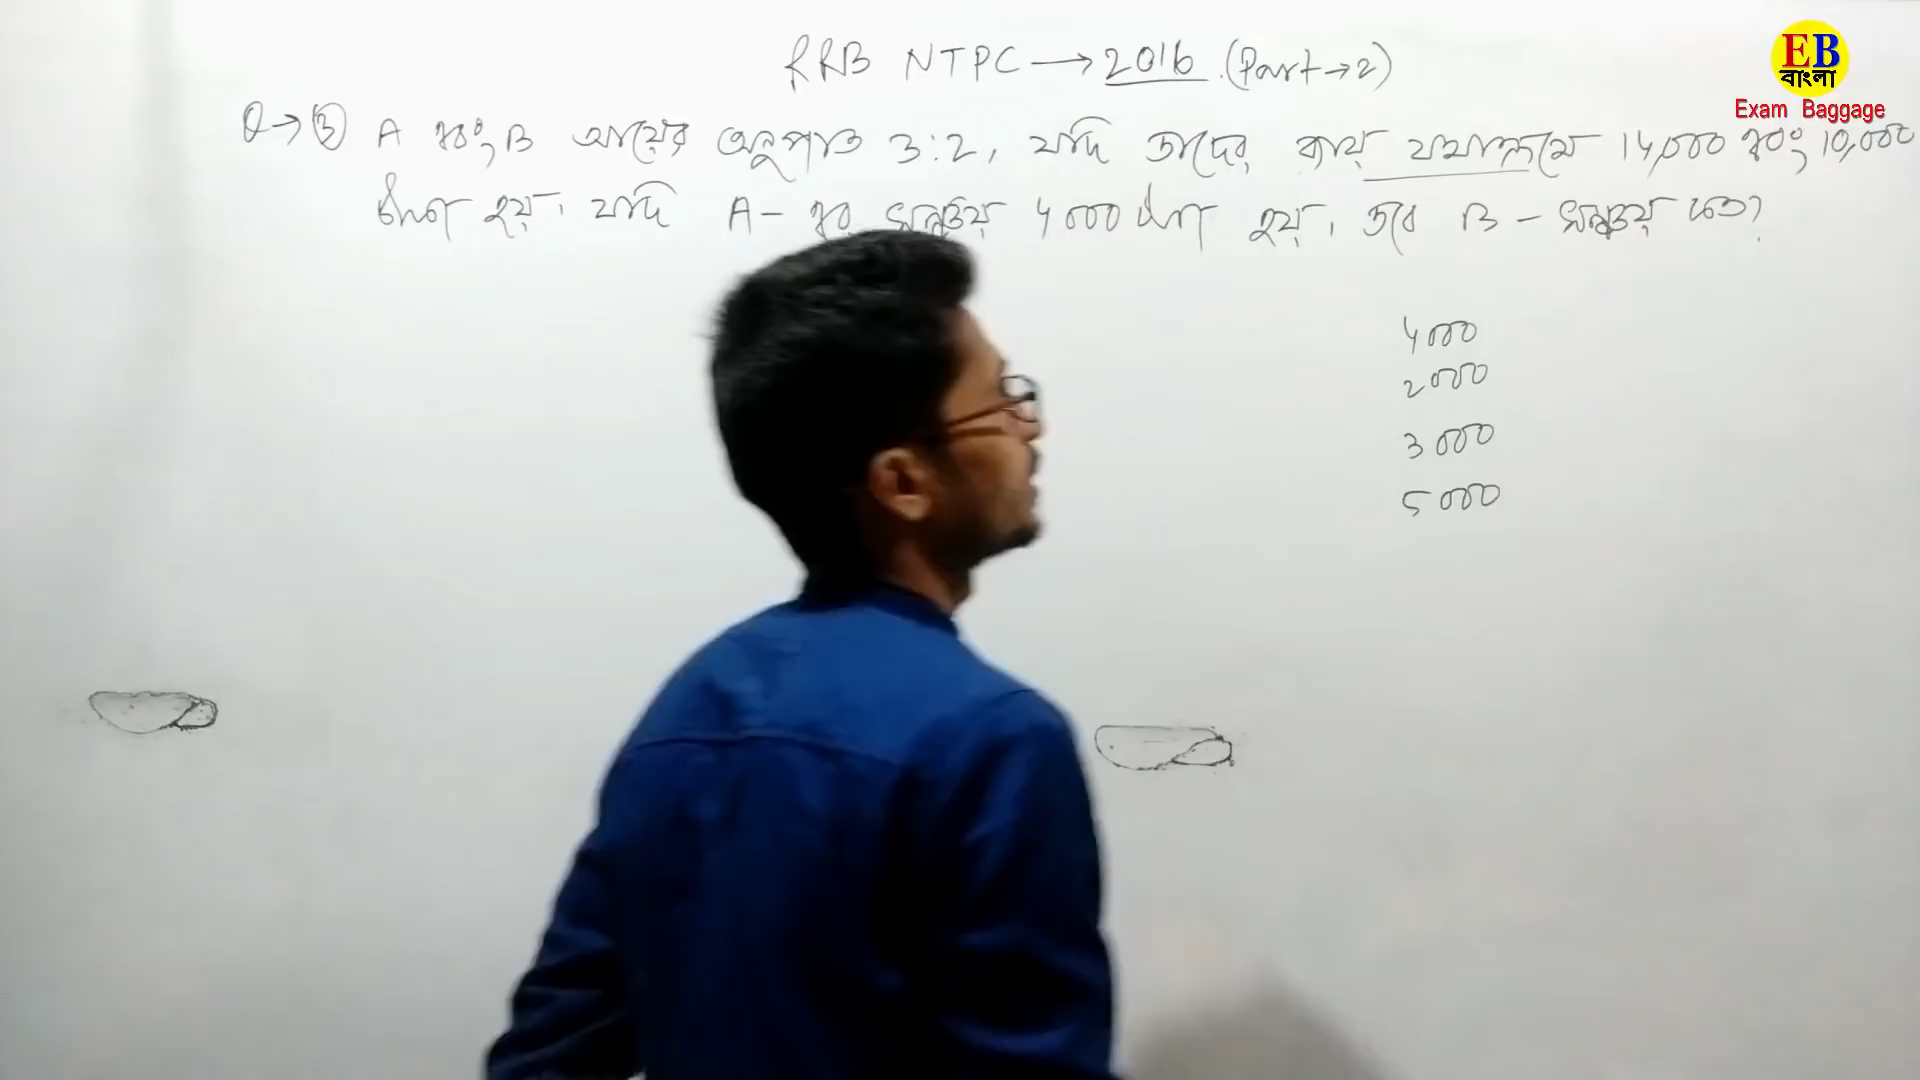 RRB NTPC → 2016 (Part → 2)
EB
বাংলা
Exam Baggage
Q → ③ A এবং B আয়ের অনুপাত 3:2, যদি তাদের ব্যয় যথাক্রমে 14,000 এবং 10,000
টাকা হয়। যদি A - এর সঞ্চয় 4000 টাকা হয়, তবে B - সঞ্চয় কত?
4000
2000
3000
5000